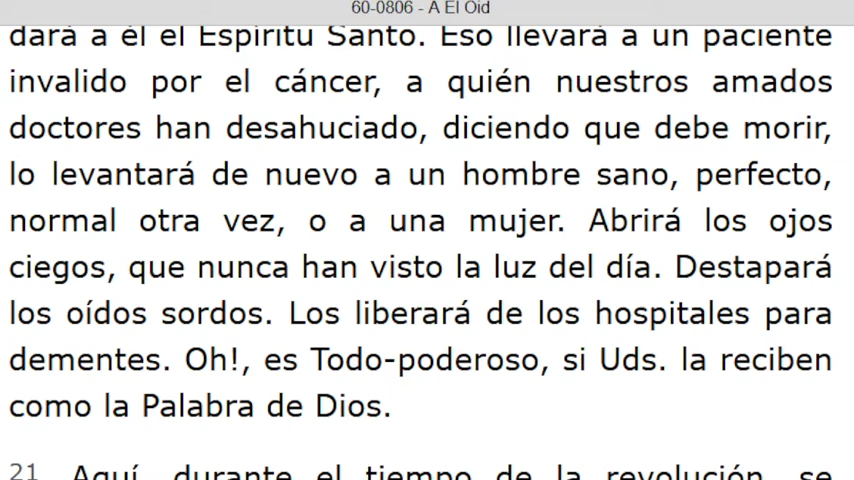 60-0806 - A El Oid
dará a él el Espíritu Santo. Eso llevará a un paciente
invalido por el cáncer, a quién nuestros amados
doctores han desahuciado, diciendo que debe morir,
lo levantará de nuevo a un hombre sano, perfecto,
normal otra vez, o a una mujer. Abrirá los ojos
ciegos, que nunca han visto la luz del día. Destapará
los oídos sordos. Los liberará de los hospitales para
dementes. Oh!, es Todo-poderoso, si Uds. la reciben
como la Palabra de Dios.
21 Aquí, durante el tiempo de la revolución, se